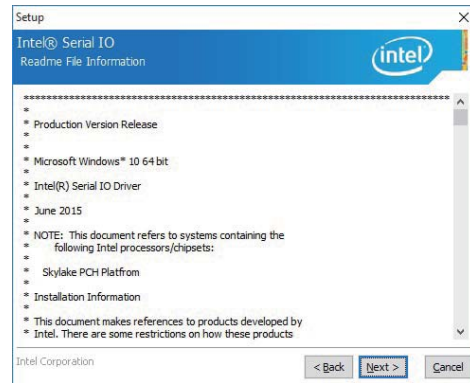 Setup
Intel® Serial IO
Readme File Information
intel
*******************************************************************************
*
* Production Version Release
*
*
* Microsoft Windows* 10 64 bit
*
* Intel(R) Serial IO Driver
*
* June 2015
*
* NOTE: This document refers to systems containing the
* following Intel processors/chipsets:
*
* Skylake PCH Platfrom
*
* Installation Information
*
* This document makes references to products developed by
* Intel. There are some restrictions on how these products
Intel Corporation
< Back Next > Cancel